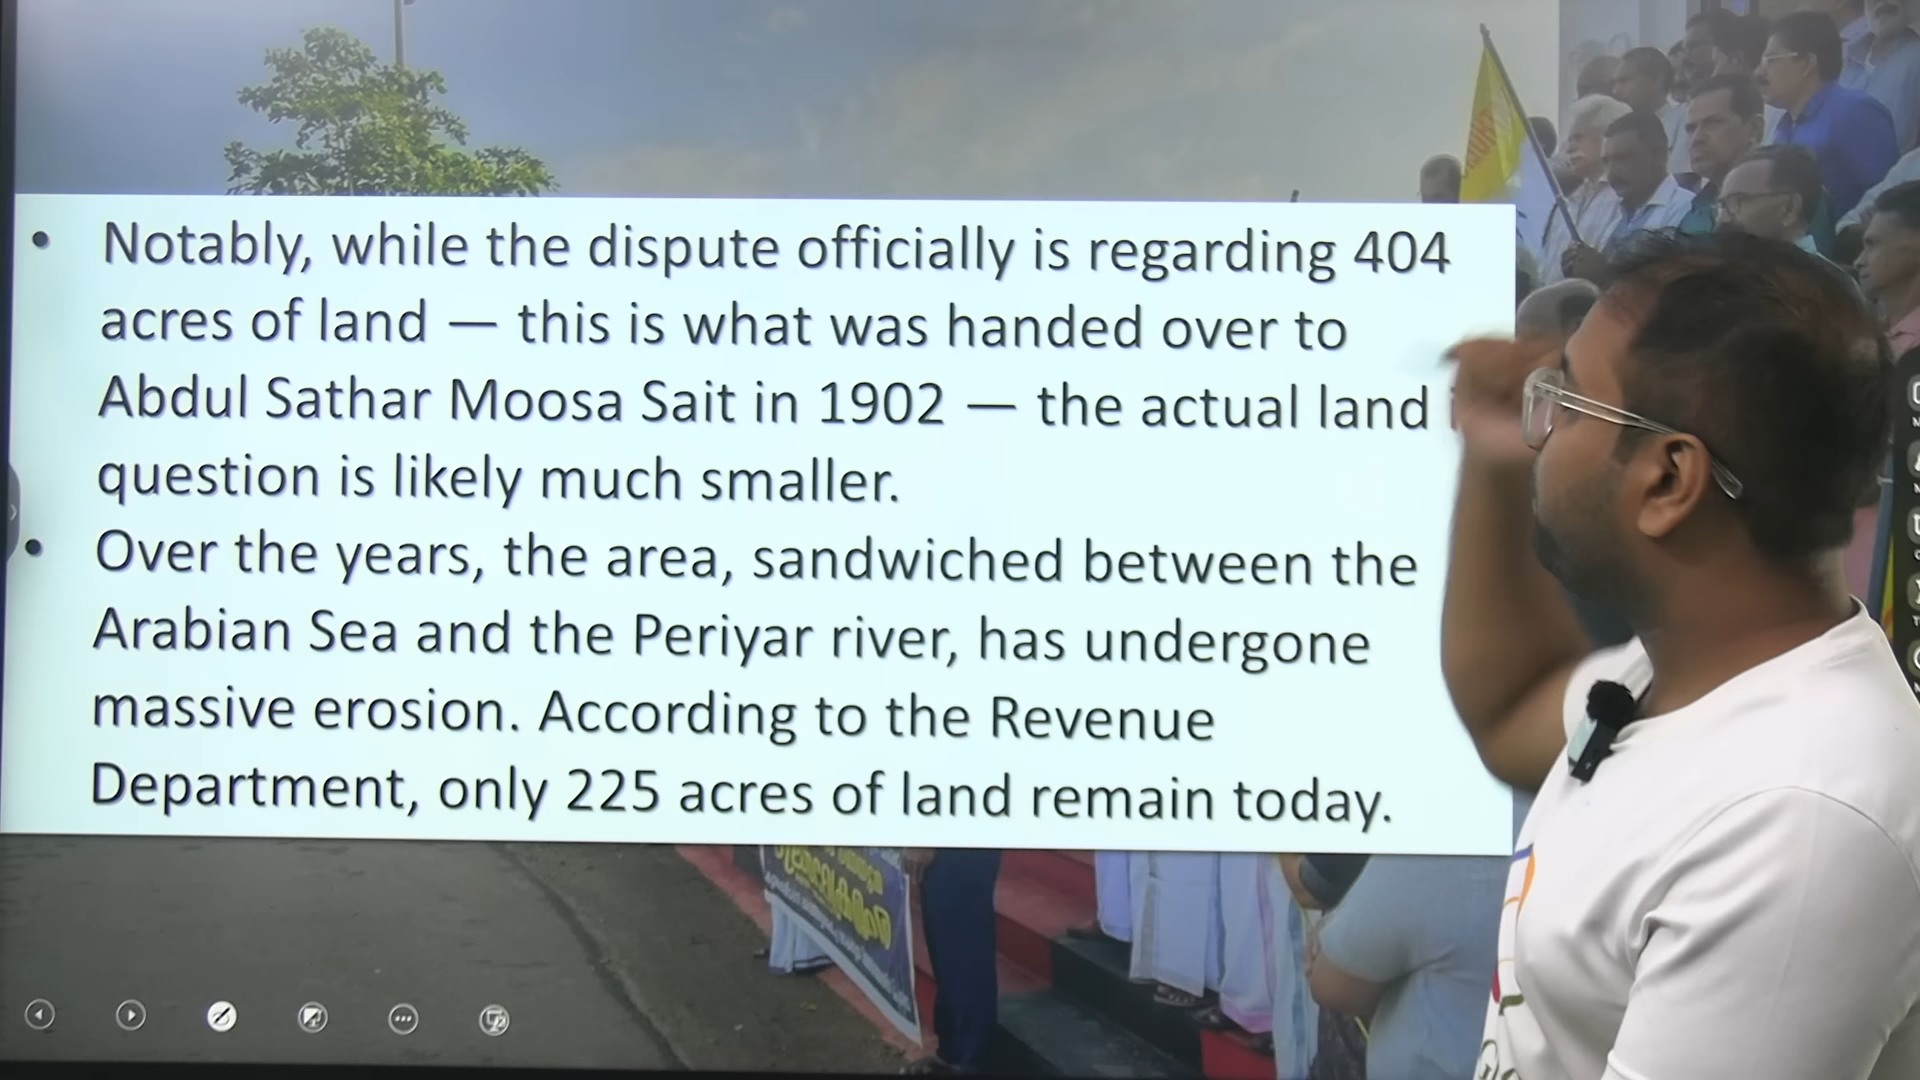 • Notably, while the dispute officially is regarding 404
acres of land — this is what was handed over to
Abdul Sathar Moosa Sait in 1902 — the actual land
question is likely much smaller.
• Over the years, the area, sandwiched between the
Arabian Sea and the Periyar river, has undergone
massive erosion. According to the Revenue
Department, only 225 acres of land remain today.